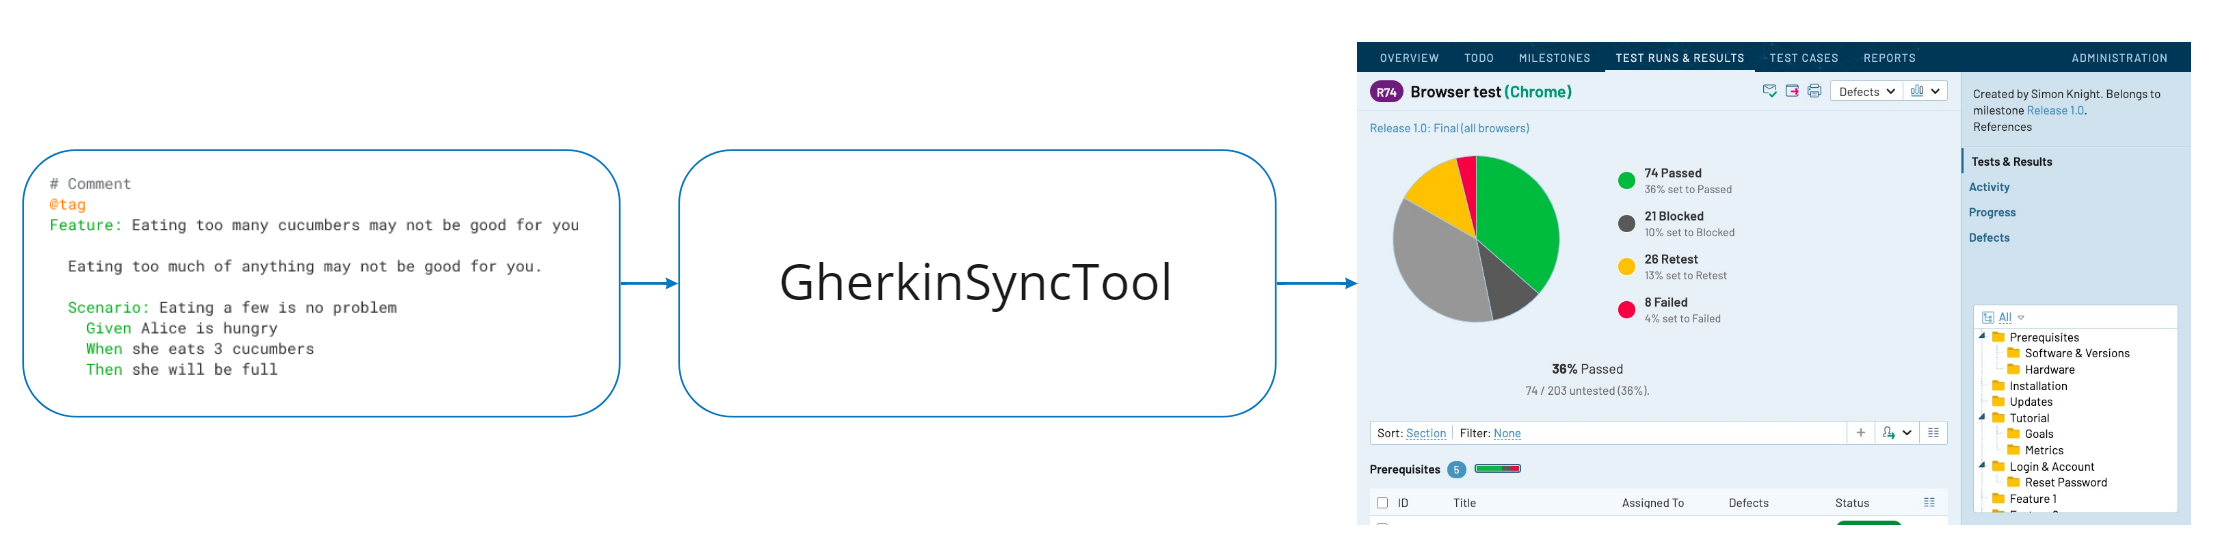 # Comment
@tag
Feature: Eating too many cucumbers may not be good for you
Eating too much of anything may not be good for you.
Scenario: Eating a few is no problem
Given Alice is hungry
When she eats 3 cucumbers
Then she will be full
GherkinSyncTool
OVERVIEW TODO MILESTONES TEST RUNS & RESULTS TEST CASES REPORTS ADMINISTRATION
R74 Browser test (Chrome)
Defects
Release 1.0: Final (all browsers)
74 Passed
36% set to Passed
21 Blocked
10% set to Blocked
26 Retest
13% set to Retest
8 Failed
4% set to Failed
36% Passed
74 / 203 untested (36%).
Sort: Section Filter: None
Prerequisites 5
ID Title Assigned To Defects Status
Created by Simon Knight. Belongs to
milestone Release 1.0.
References
Tests & Results
Activity
Progress
Defects
All
Prerequisites
Software & Versions
Hardware
Installation
Updates
Tutorial
Goals
Metrics
Login & Account
Reset Password
Feature 1